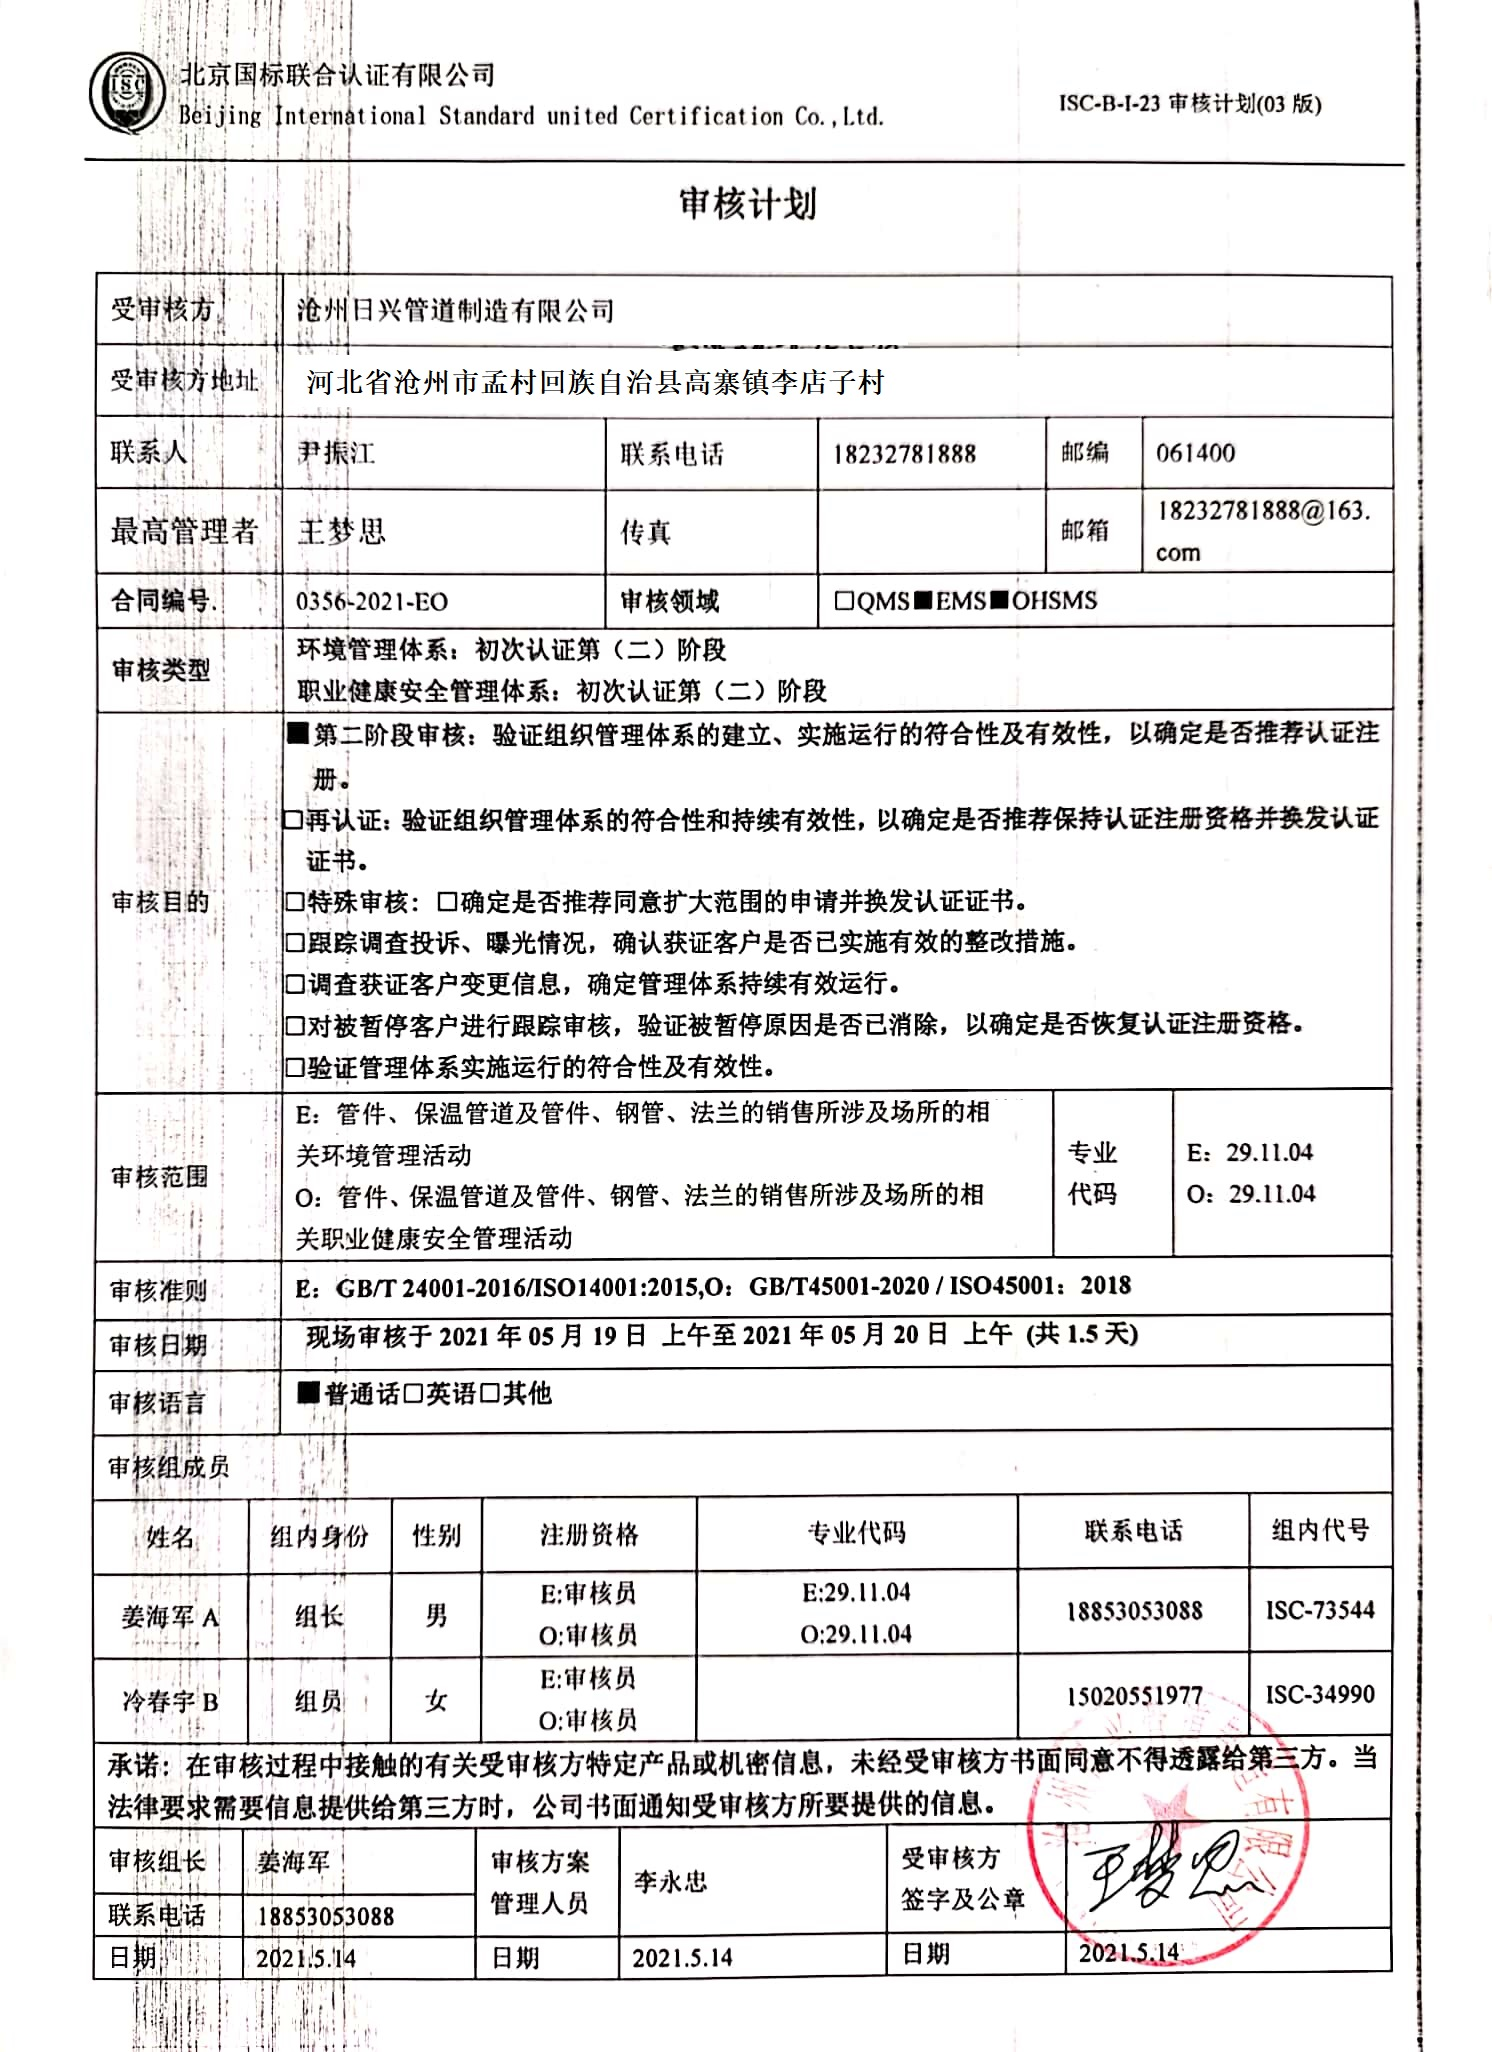 ISC
北京国标联合认证有限公司
Beijing International Standard united Certification Co.,Ltd.
ISC-B-I-23 审核计划(03 版)
审核计划
受审核方 沧州日兴管道制造有限公司
受审核方地址 河北省沧州市孟村回族自治县高寨镇李店子村
联系人 尹振江 联系电话 18232781888 邮编 061400
最高管理者 王梦思 传真 邮箱 18232781888@163.
com
合同编号. 0356-2021-EO 审核领域 □QMS■EMS■OHSMS
审核类型
环境管理体系：初次认证第（二）阶段
职业健康安全管理体系：初次认证第（二）阶段
审核目的
■第二阶段审核：验证组织管理体系的建立、实施运行的符合性及有效性，以确定是否推荐认证注
册。
□再认证：验证组织管理体系的符合性和持续有效性，以确定是否推荐保持认证注册资格并换发认证
证书。
□特殊审核：□确定是否推荐同意扩大范围的申请并换发认证证书。
□跟踪调查投诉、曝光情况，确认获证客户是否已实施有效的整改措施。
□调查获证客户变更信息，确定管理体系持续有效运行。
□对被暂停客户进行跟踪审核，验证被暂停原因是否已消除，以确定是否恢复认证注册资格。
□验证管理体系实施运行的符合性及有效性。
审核范围
E：管件、保温管道及管件、钢管、法兰的销售所涉及场所的相
关环境管理活动
O：管件、保温管道及管件、钢管、法兰的销售所涉及场所的相
关职业健康安全管理活动
专业
代码
E：29.11.04
O：29.11.04
审核准则 E：GB/T 24001-2016/ISO14001:2015,O：GB/T45001-2020 / ISO45001：2018
审核日期 现场审核于 2021 年 05 月 19 日 上午至 2021 年 05 月 20 日 上午 (共 1.5 天)
审核语言 ■普通话□英语□其他
审核组成员
姓名 组内身份 性别 注册资格 专业代码 联系电话 组内代号
姜海军 A 组长 男 E:审核员 E:29.11.04 18853053088 ISC-73544
O:审核员 O:29.11.04
冷春宇 B 组员 女 E:审核员 15020551977 ISC-34990
O:审核员
承诺：在审核过程中接触的有关受审核方特定产品或机密信息，未经受审核方书面同意不得透露给第三方。当
法律要求需要信息提供给第三方时，公司书面通知受审核方所要提供的信息。
审核组长 姜海军
审核方案
管理人员
李永忠
受审核方
签字及公章
王梦思
联系电话 18853053088
日期 2021.5.14 日期 2021.5.14 日期 2021.5.14